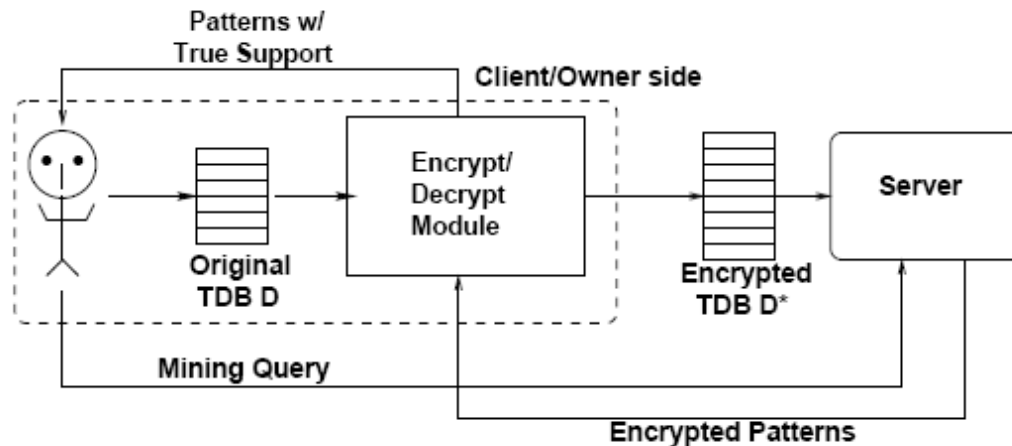 Patterns w/
True Support
Client/Owner side
Encrypt/
Decrypt
Module
Server
Original
TDB D
Encrypted
TDB D*
Mining Query
Encrypted Patterns